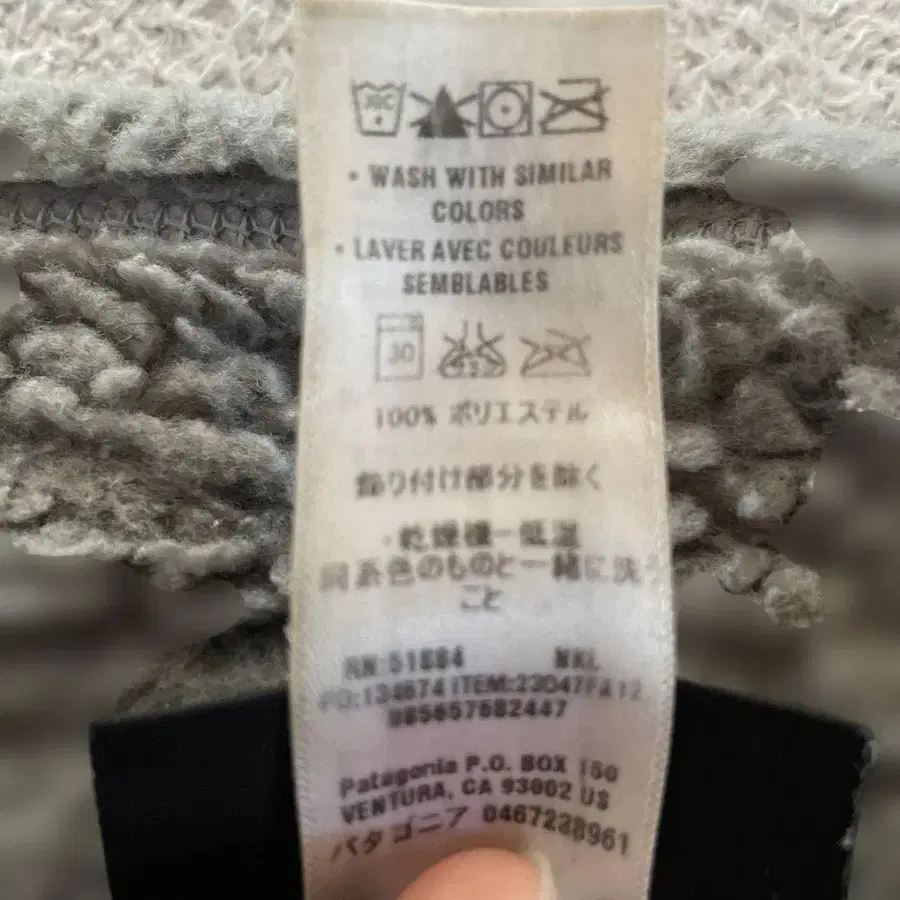 30C
• WASH WITH SIMILAR
COLORS
• LAVER AVEC COULEURS
SEMBLABLES
30
100% ポリエステル
飾り付け部分を除く
・乾燥機－低温
同系色のものと一緒に洗
こと
RN:51884 NKL
PO:134674 ITEM:23047FA12
885657682447
Patagonia P.O. BOX 150
VENTURA, CA 93002 US
パタゴニア 0467238961